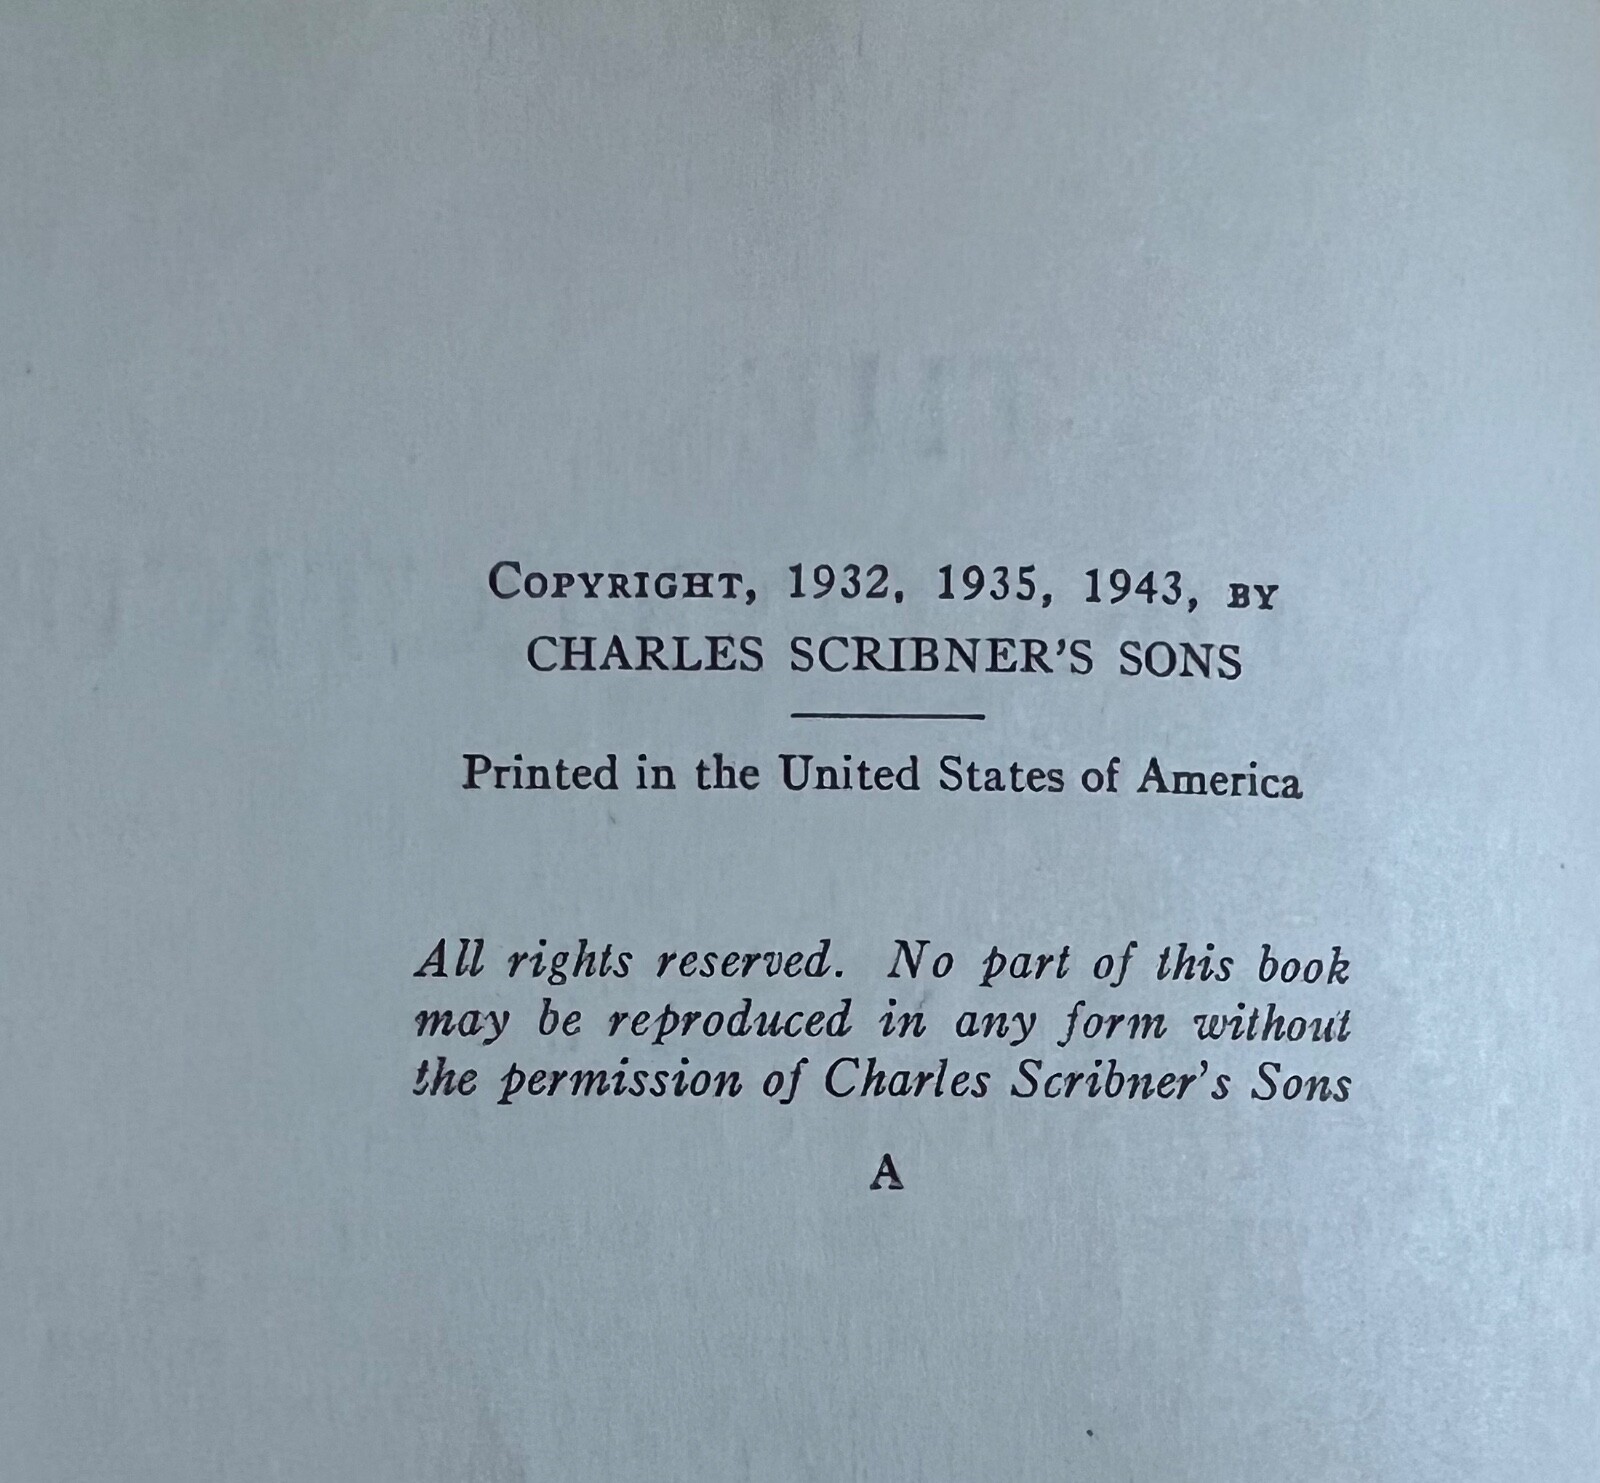 COPYRIGHT, 1932, 1935, 1943, BY
CHARLES SCRIBNER'S SONS
Printed in the United States of America
All rights reserved. No part of this book
may be reproduced in any form without
the permission of Charles Scribner's Sons
A